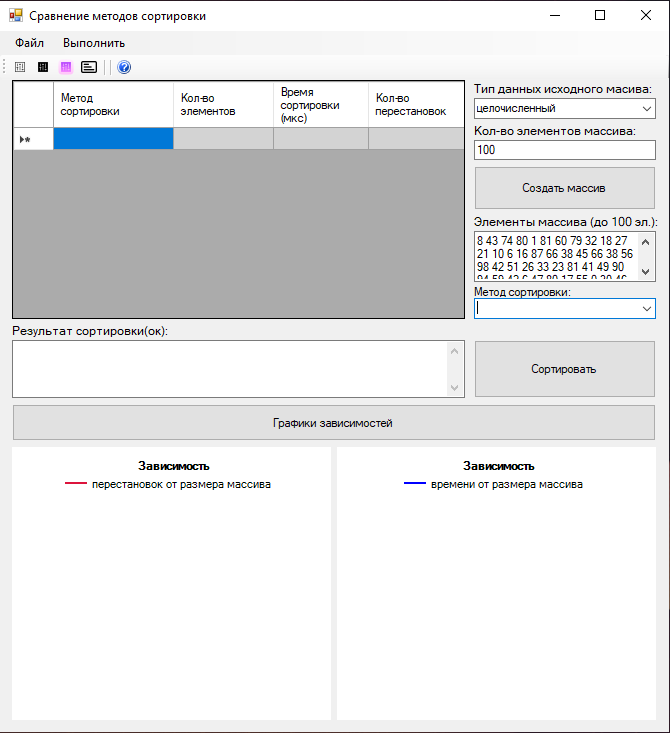 Сравнение методов сортировки
Файл Выполнить
Метод
сортировки
Кол-во
элементов
Время
сортировки
(мкс)
Кол-во
перестановок
Тип данных исходного масива:
целочисленный
Кол-во элементов массива:
100
Создать массив
Элементы массива (до 100 эл.):
8 43 74 80 1 81 60 79 32 18 27
21 10 6 16 87 66 38 45 66 38 56
98 42 51 26 33 23 81 41 49 90
Метод сортировки:
Результат сортировки(ок):
Сортировать
Графики зависимостей
Зависимость
перестановок от размера массива
Зависимость
времени от размера массива